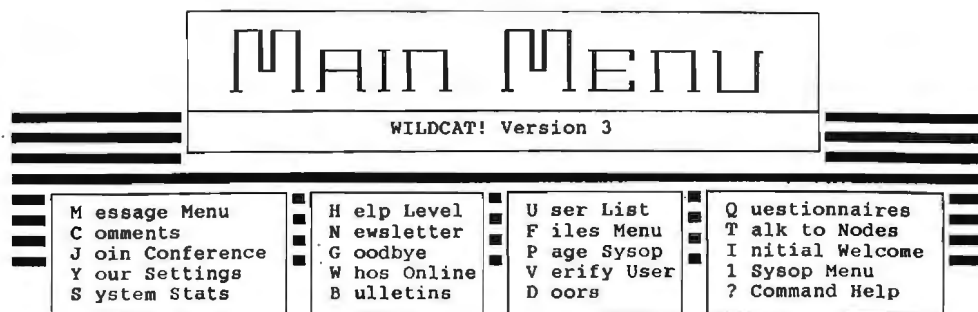 MAIN MENU
WILDCAT! Version 3
M essage Menu
C omments
J oin Conference
Y our Settings
S ystem Stats
H elp Level
N ewsletter
G oodbye
W hos Online
B ulletins
U ser List
F iles Menu
P age Sysop
V erify User
D oors
Q uestionnaires
T alk to Nodes
I nitial Welcome
1 Sysop Menu
? Command Help